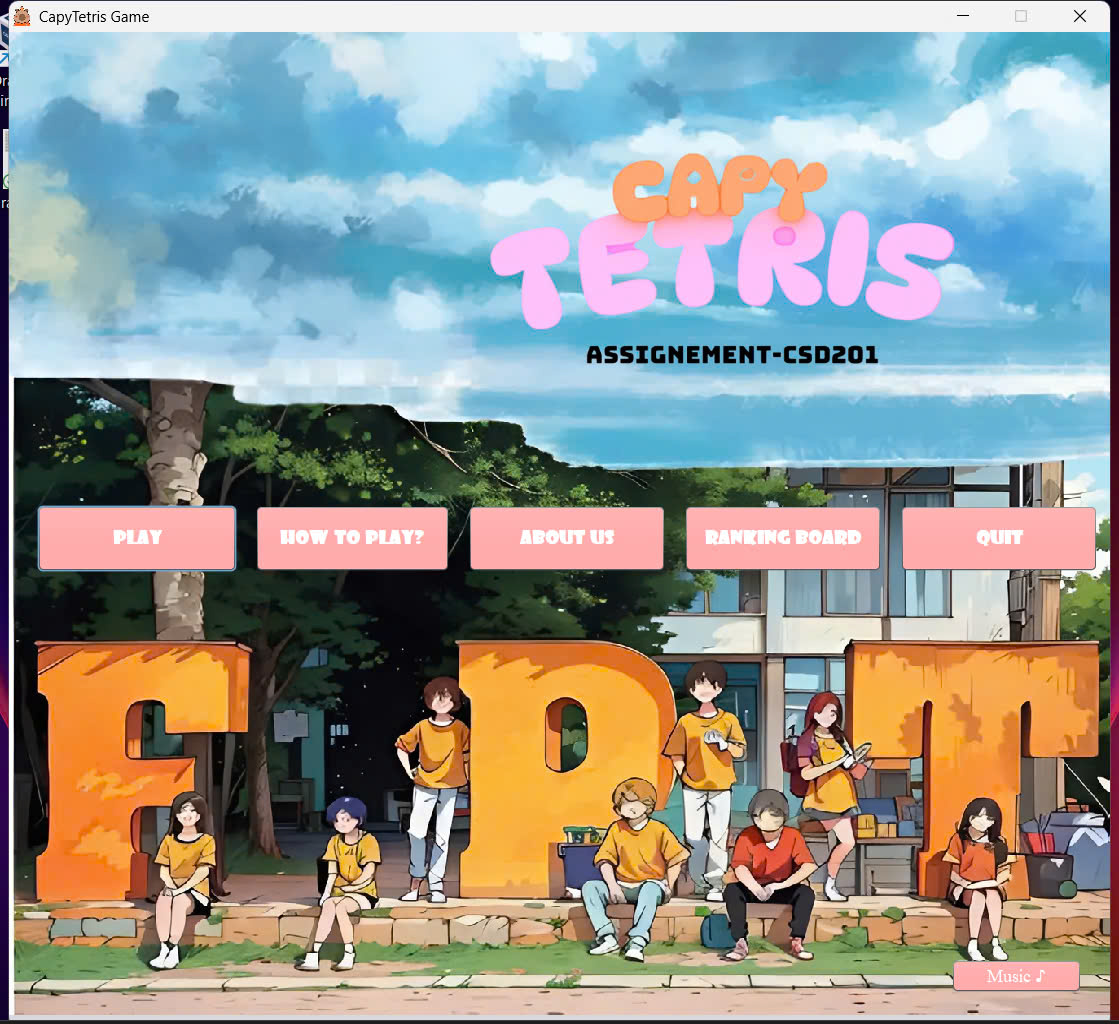 CapyTetris Game
CAPY
TETRIS
ASSIGNEMENT-CSD201
PLAY
HOW TO PLAY?
ABOUT US
RANKING BOARD
QUIT
FPT
Music ♪